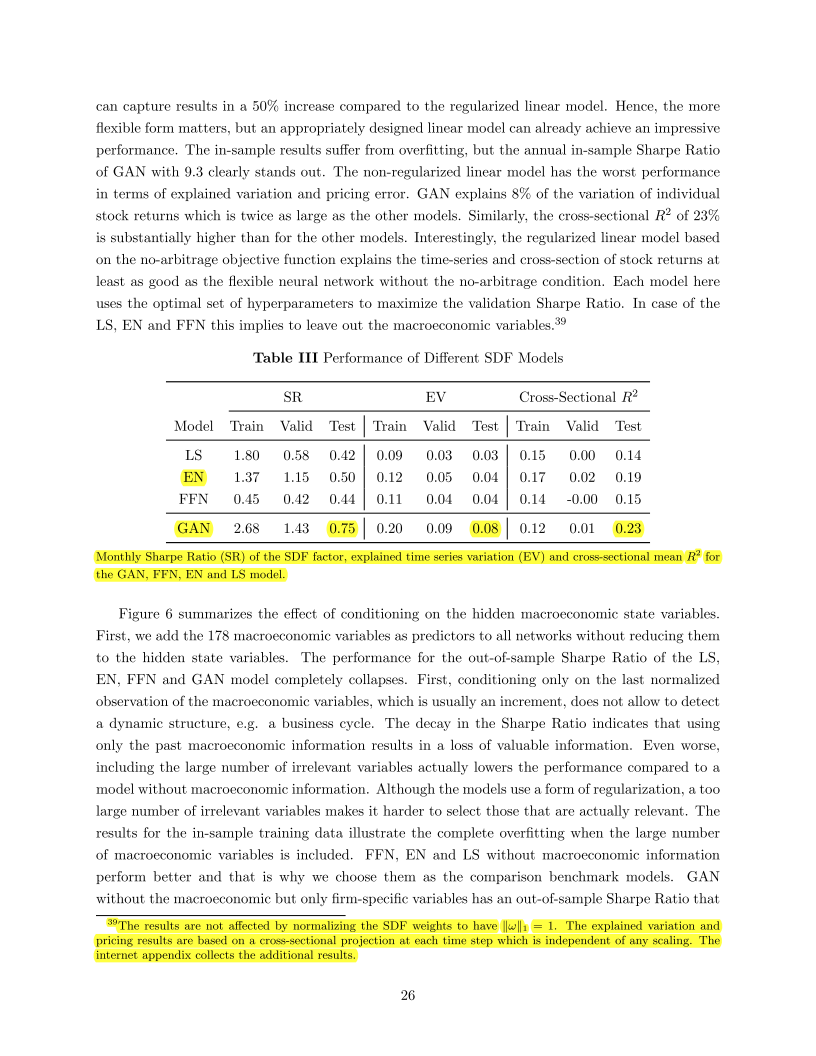 can capture results in a 50% increase compared to the regularized linear model. Hence, the more
flexible form matters, but an appropriately designed linear model can already achieve an impressive
performance. The in-sample results suffer from overfitting, but the annual in-sample Sharpe Ratio
of GAN with 9.3 clearly stands out. The non-regularized linear model has the worst performance
in terms of explained variation and pricing error. GAN explains 8% of the variation of individual
stock returns which is twice as large as the other models. Similarly, the cross-sectional R² of 23%
is substantially higher than for the other models. Interestingly, the regularized linear model based
on the no-arbitrage objective function explains the time-series and cross-section of stock returns at
least as good as the flexible neural network without the no-arbitrage condition. Each model here
uses the optimal set of hyperparameters to maximize the validation Sharpe Ratio. In case of the
LS, EN and FFN this implies to leave out the macroeconomic variables.³⁹
Table III Performance of Different SDF Models
SR EV Cross-Sectional R²
Model Train Valid Test Train Valid Test Train Valid Test
LS 1.80 0.58 0.42 0.09 0.03 0.03 0.15 0.00 0.14
EN 1.37 1.15 0.50 0.12 0.05 0.04 0.17 0.02 0.19
FFN 0.45 0.42 0.44 0.11 0.04 0.04 0.14 -0.00 0.15
GAN 2.68 1.43 0.75 0.20 0.09 0.08 0.12 0.01 0.23
Monthly Sharpe Ratio (SR) of the SDF factor, explained time series variation (EV) and cross-sectional mean R² for
the GAN, FFN, EN and LS model.
Figure 6 summarizes the effect of conditioning on the hidden macroeconomic state variables.
First, we add the 178 macroeconomic variables as predictors to all networks without reducing them
to the hidden state variables. The performance for the out-of-sample Sharpe Ratio of the LS,
EN, FFN and GAN model completely collapses. First, conditioning only on the last normalized
observation of the macroeconomic variables, which is usually an increment, does not allow to detect
a dynamic structure, e.g. a business cycle. The decay in the Sharpe Ratio indicates that using
only the past macroeconomic information results in a loss of valuable information. Even worse,
including the large number of irrelevant variables actually lowers the performance compared to a
model without macroeconomic information. Although the models use a form of regularization, a too
large number of irrelevant variables makes it harder to select those that are actually relevant. The
results for the in-sample training data illustrate the complete overfitting when the large number
of macroeconomic variables is included. FFN, EN and LS without macroeconomic information
perform better and that is why we choose them as the comparison benchmark models. GAN
without the macroeconomic but only firm-specific variables has an out-of-sample Sharpe Ratio that
³⁹The results are not affected by normalizing the SDF weights to have ‖ω‖₁ = 1. The explained variation and
pricing results are based on a cross-sectional projection at each time step which is independent of any scaling. The
internet appendix collects the additional results.
26